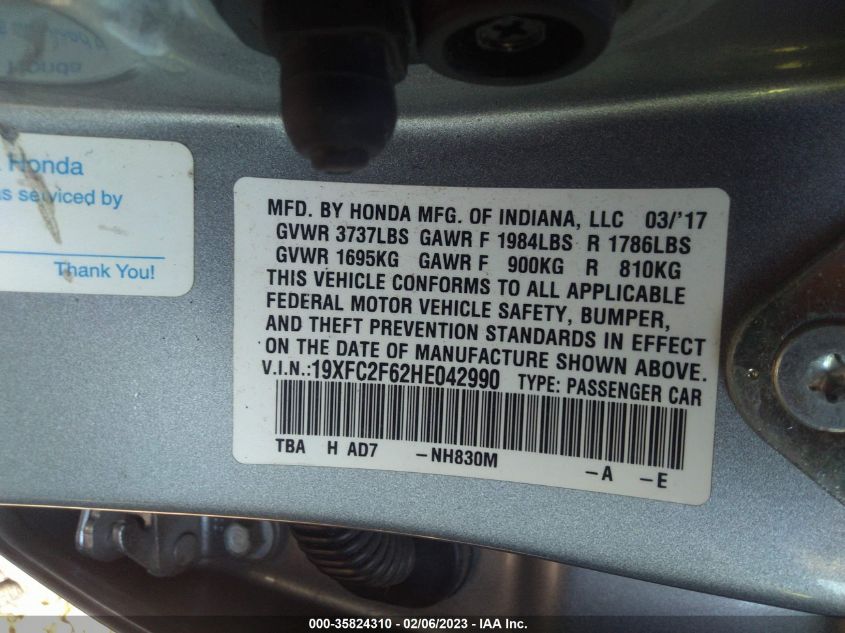 Honda
Honda
as serviced by
Thank You!
MFD. BY HONDA MFG. OF INDIANA, LLC 03/'17
GVWR 3737LBS GAWR F 1984LBS R 1786LBS
GVWR 1695KG GAWR F 900KG R 810KG
THIS VEHICLE CONFORMS TO ALL APPLICABLE
FEDERAL MOTOR VEHICLE SAFETY, BUMPER,
AND THEFT PREVENTION STANDARDS IN EFFECT
ON THE DATE OF MANUFACTURE SHOWN ABOVE.
V.I.N.:19XFC2F62HE042990 TYPE: PASSENGER CAR
TBA H AD7 -NH830M -A -E
000-35824310 - 02/06/2023 - IAA Inc.